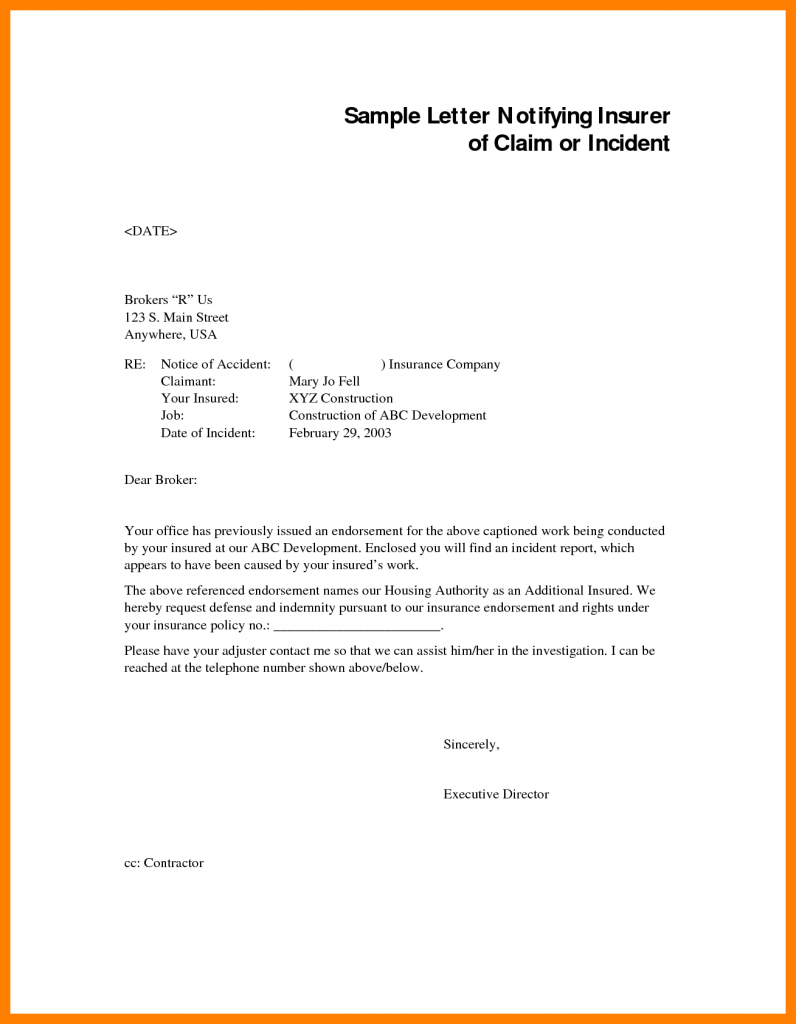 Sample Letter Notifying Insurer
of Claim or Incident
<DATE>
Brokers “R” Us
123 S. Main Street
Anywhere, USA
RE: Notice of Accident: ( ) Insurance Company
Claimant: Mary Jo Fell
Your Insured: XYZ Construction
Job: Construction of ABC Development
Date of Incident: February 29, 2003
Dear Broker:
Your office has previously issued an endorsement for the above captioned work being conducted
by your insured at our ABC Development. Enclosed you will find an incident report, which
appears to have been caused by your insured’s work.
The above referenced endorsement names our Housing Authority as an Additional Insured. We
hereby request defense and indemnity pursuant to our insurance endorsement and rights under
your insurance policy no.: ________________________.
Please have your adjuster contact me so that we can assist him/her in the investigation. I can be
reached at the telephone number shown above/below.
Sincerely,
Executive Director
cc: Contractor